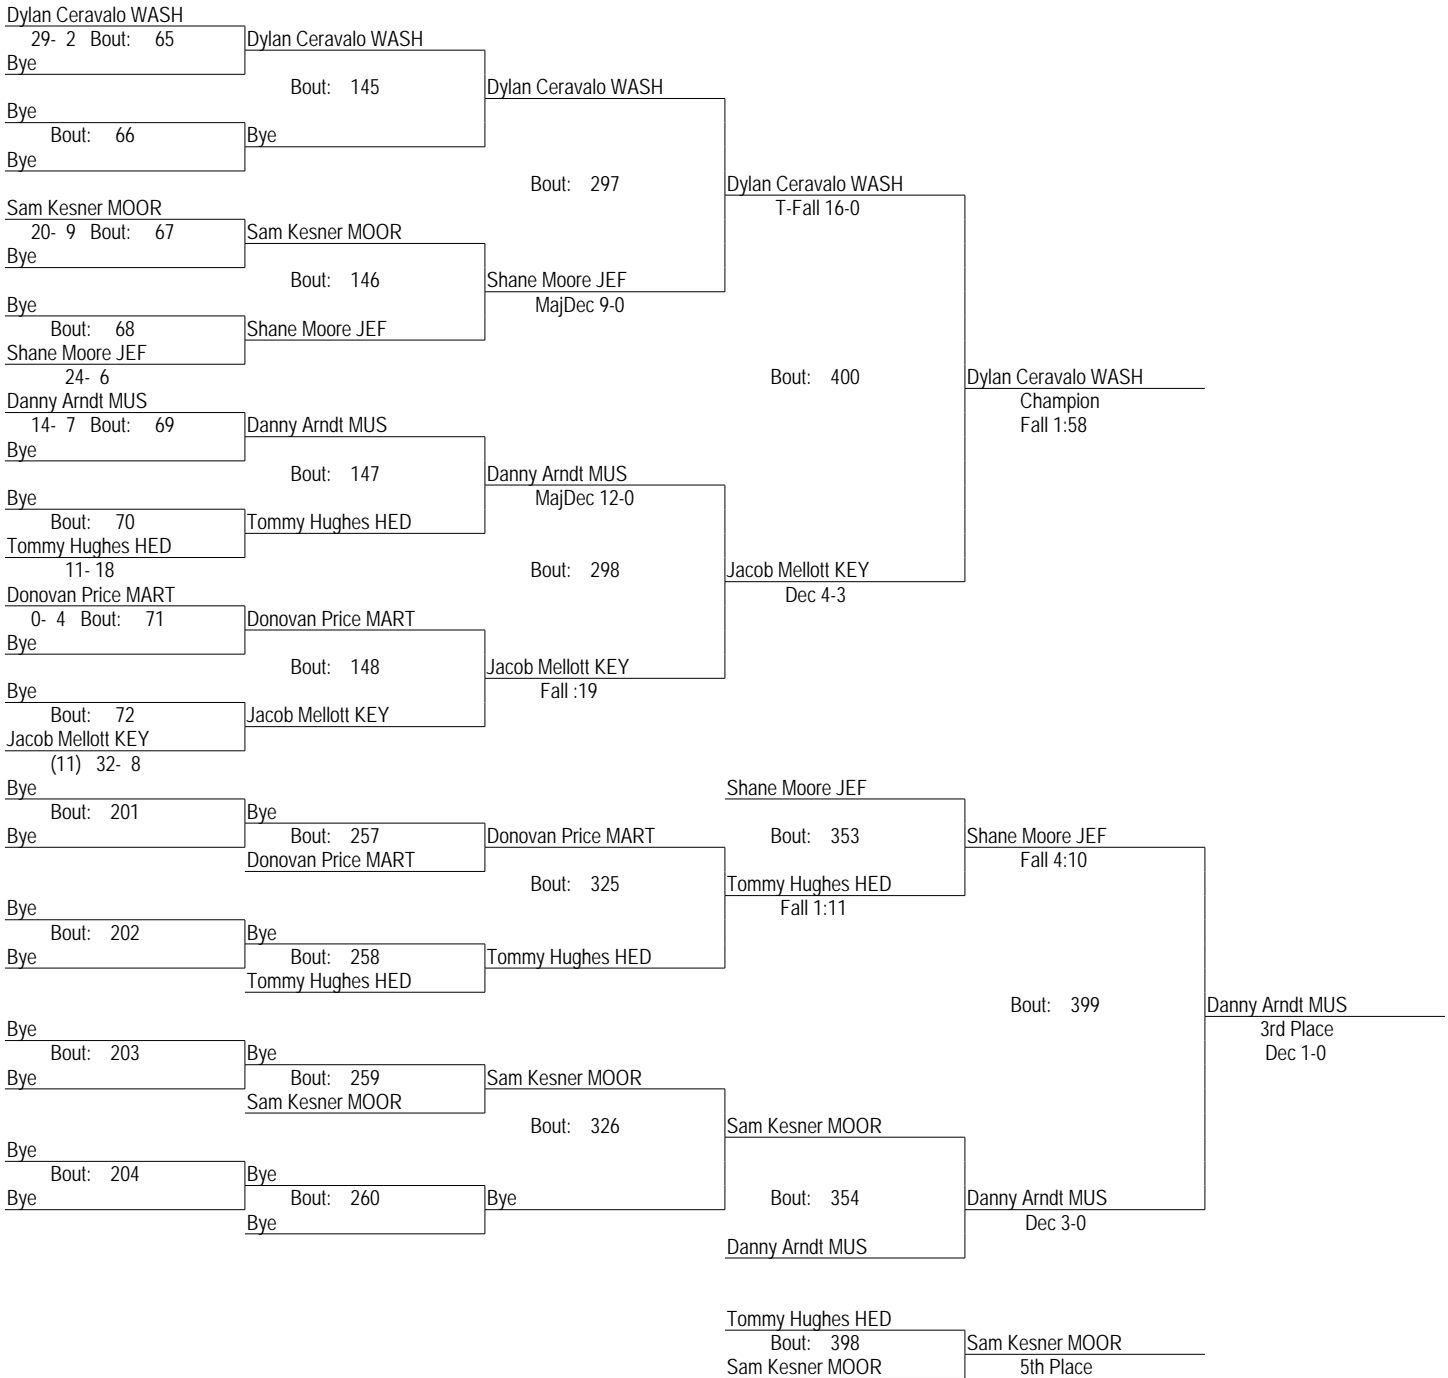 Dylan Ceravalo WASH
29- 2 Bout: 65
Dylan Ceravalo WASH
Bye
Bout: 145
Dylan Ceravalo WASH
Bye
Bout: 66
Bye
Bye
Bout: 297
Dylan Ceravalo WASH
T-Fall 16-0
Sam Kesner MOOR
20- 9 Bout: 67
Sam Kesner MOOR
Bye
Bout: 146
Shane Moore JEF
MajDec 9-0
Bye
Bout: 68
Shane Moore JEF
Shane Moore JEF
24- 6
Bout: 400
Dylan Ceravalo WASH
Champion
Fall 1:58
Danny Arndt MUS
14- 7 Bout: 69
Danny Arndt MUS
Bye
Bout: 147
Danny Arndt MUS
MajDec 12-0
Bye
Bout: 70
Tommy Hughes HED
Tommy Hughes HED
11- 18
Bout: 298
Jacob Mellott KEY
Dec 4-3
Donovan Price MART
0- 4 Bout: 71
Donovan Price MART
Bye
Bout: 148
Jacob Mellott KEY
Fall :19
Bye
Bout: 72
Jacob Mellott KEY
Jacob Mellott KEY
(11) 32- 8
Bye
Bout: 201
Bye
Bye
Bout: 257
Donovan Price MART
Donovan Price MART
Shane Moore JEF
Bout: 353
Shane Moore JEF
Fall 4:10
Bout: 325
Tommy Hughes HED
Fall 1:11
Bye
Bout: 202
Bye
Bye
Bout: 258
Tommy Hughes HED
Tommy Hughes HED
Bout: 399
Danny Arndt MUS
3rd Place
Dec 1-0
Bye
Bout: 203
Bye
Bye
Bout: 259
Sam Kesner MOOR
Sam Kesner MOOR
Bout: 326
Sam Kesner MOOR
Bye
Bout: 204
Bye
Bye
Bout: 260
Bye
Bye
Bout: 354
Danny Arndt MUS
Dec 3-0
Danny Arndt MUS
Tommy Hughes HED
Bout: 398
Sam Kesner MOOR
Sam Kesner MOOR
5th Place